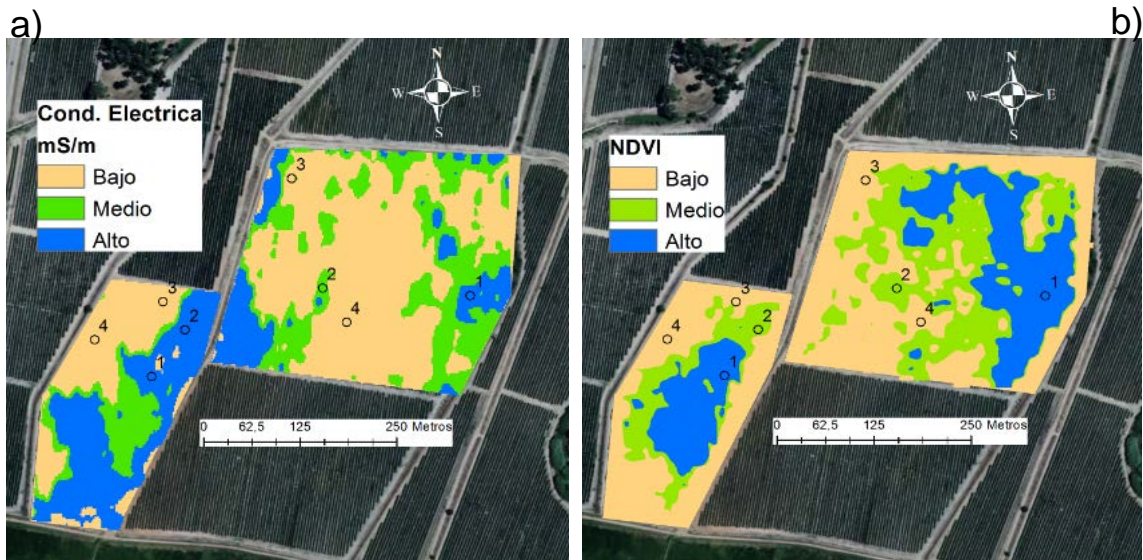 a)
N
W E
S
Cond. Electrica
mS/m
Bajo
Medio
Alto
3
2
1
4
3
2
4
1
0 62.5 125 250 Metros
b)
N
W E
S
NDVI
Bajo
Medio
Alto
3
2
1
4
3
2
4
1
0 62.5 125 250 Metros